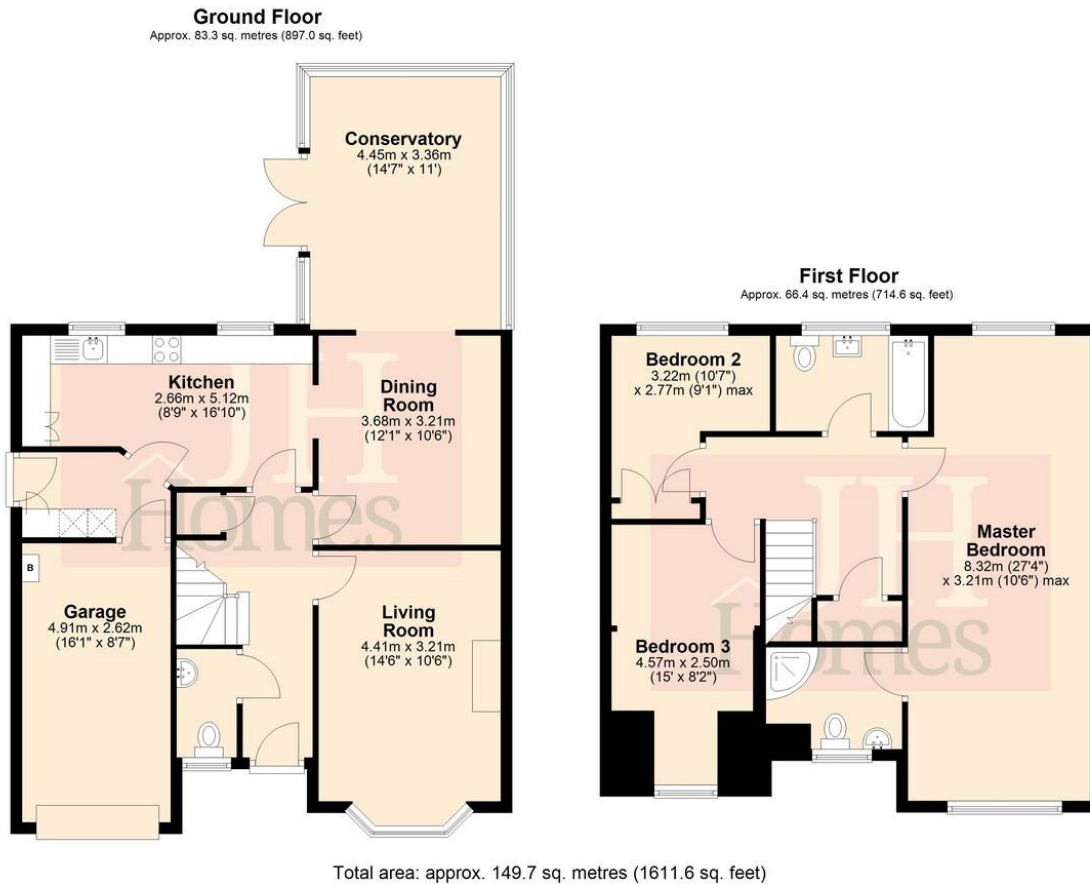 Ground Floor
Approx. 83.3 sq. metres (897.0 sq. feet)
Conservatory
4.45m x 3.36m
(14'7" x 11')
Kitchen
2.66m x 5.12m
(8'9" x 16'10")
Dining
Room
3.68m x 3.21m
(12'1" x 10'6")
B
Garage
4.91m x 2.62m
(16'1" x 8'7")
Living
Room
4.41m x 3.21m
(14'6" x 10'6")
JH
Homes
First Floor
Approx. 66.4 sq. metres (714.6 sq. feet)
Bedroom 2
3.22m (10'7")
x 2.77m (9'1") max
Master
Bedroom
8.32m (27'4")
x 3.21m (10'6") max
Bedroom 3
4.57m x 2.50m
(15' x 8'2")
JH
Homes
Total area: approx. 149.7 sq. metres (1611.6 sq. feet)